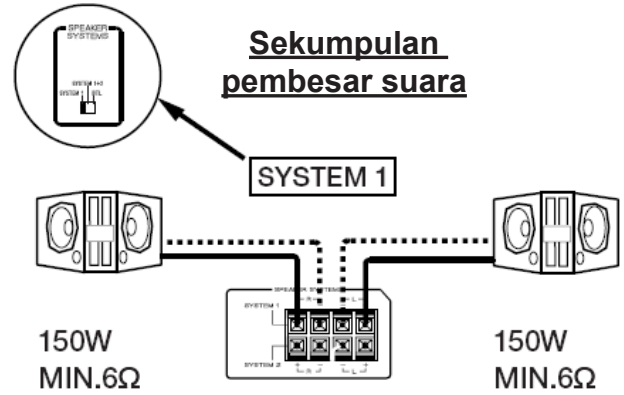 SPEAKER
SYSTEMS
SYSTEM 1+2
SYSTEM 1
BTL
Sekumpulan
pembesar suara
SYSTEM 1
SPEAKER SYSTEMS
R
L
SYSTEM 1
SYSTEM 2
+ R −
− L +
150W
MIN.6Ω
150W
MIN.6Ω